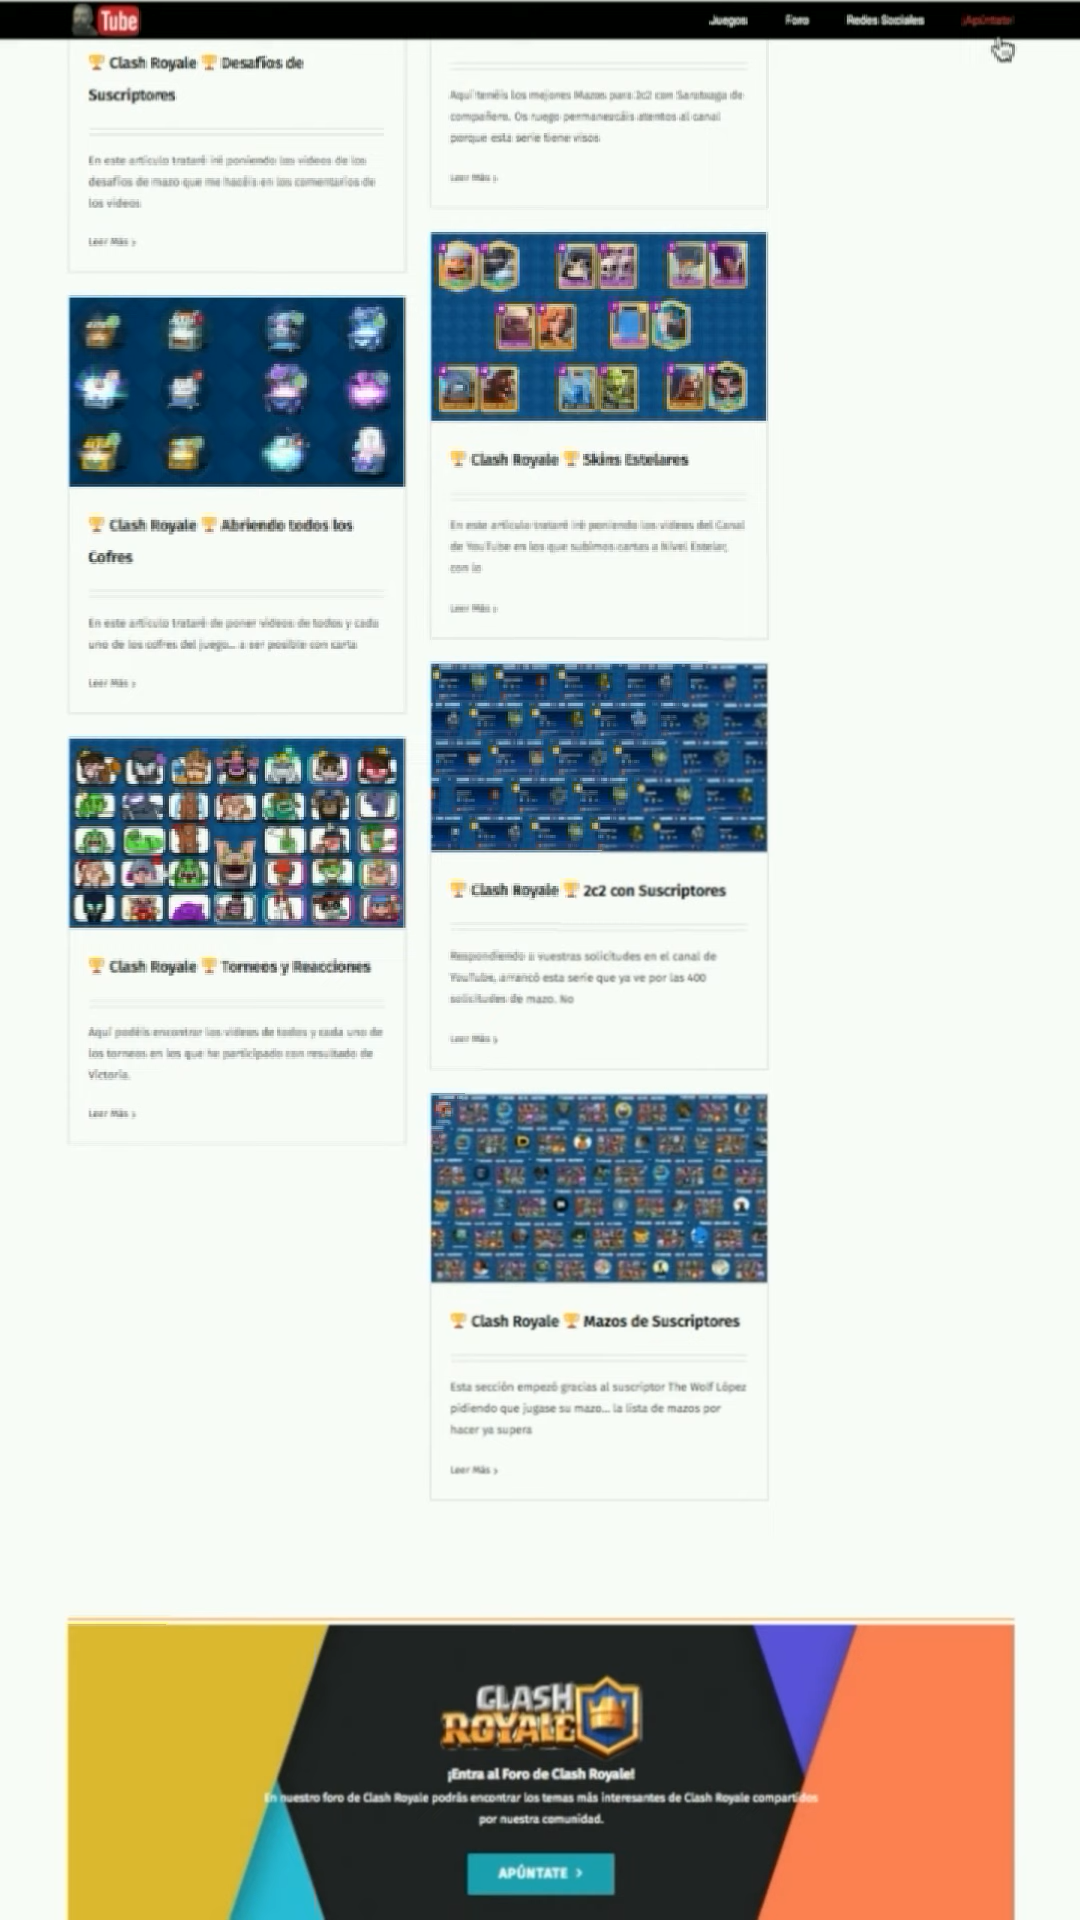 Tube
Juegos
Foro
Redes Sociales
¡Apúntate!
🏆 Clash Royale 🏆 Desafíos de
Suscriptores
En este artículo trataré iré poniendo los videos de los
desafíos de mazo que me hacéis en los comentarios de
los videos
Leer Más >
🏆 Clash Royale 🏆 Abriendo todos los
Cofres
En este artículo trataré de poner videos de todos y cada
uno de los cofres del juego... a ser posible con carta
Leer Más >
🏆 Clash Royale 🏆 Torneos y Reacciones
Aquí podéis encontrar los videos de todos y cada uno de
los torneos en los que he participado con resultado de
Victoria.
Leer Más >
Aquí tenéis los mejores Mazos para 2c2 con
compañero. Os ruego permanezcáis atentos al canal
porque esta serie tiene visos
Leer Más >
🏆 Clash Royale 🏆 Skins Estelares
En este artículo trataré iré poniendo los videos del Canal
de YouTube en los que subimos cartas a Nivel Estelar,
con lo
Leer Más >
🏆 Clash Royale 🏆 2c2 con Suscriptores
Respondiendo a vuestras solicitudes en el canal de
YouTube, arrancó esta serie que ya ve por las 400
solicitudes de mazo. No
Leer Más >
🏆 Clash Royale 🏆 Mazos de Suscriptores
Esta sección empezó gracias al suscriptor The Wolf López
pidiendo que jugase su mazo... la lista de mazos por
hacer ya supera
Leer Más >
CLASH
ROYALE
¡Entra al Foro de Clash Royale!
En nuestro foro de Clash Royale podrás encontrar los temas más interesantes de Clash Royale compartidos
por nuestra comunidad.
APÚNTATE >